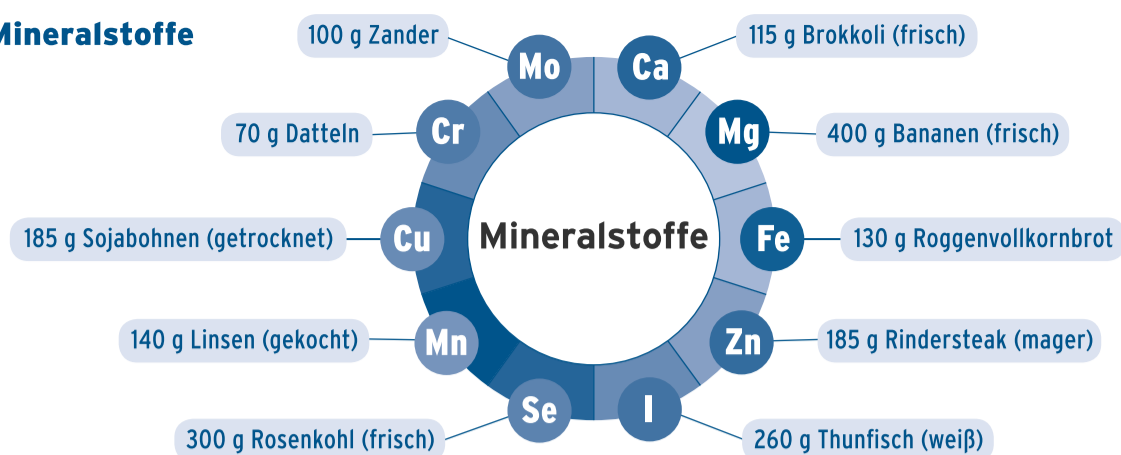 Mineralstoffe
100 g Zander
Mo
Ca
115 g Brokkoli (frisch)
70 g Datteln
Cr
Mg
400 g Bananen (frisch)
185 g Sojabohnen (getrocknet)
Cu
Mineralstoffe
Fe
130 g Roggenvollkornbrot
140 g Linsen (gekocht)
Mn
Zn
185 g Rindersteak (mager)
300 g Rosenkohl (frisch)
Se
I
260 g Thunfisch (weiß)